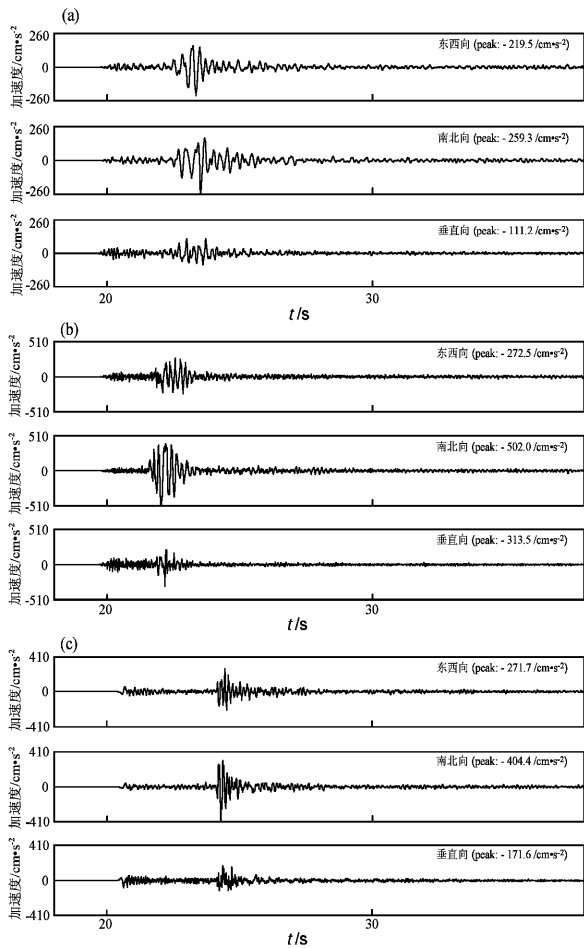 (a)
260
0
-260
加速度/cm•s⁻²
东西向 (peak: - 219.5 /cm•s⁻²)
260
0
-260
加速度/cm•s⁻²
南北向 (peak: - 259.3 /cm•s⁻²)
260
0
-260
加速度/cm•s⁻²
垂直向 (peak: - 111.2 /cm•s⁻²)
20 30
t/s
(b)
510
0
-510
加速度/cm•s⁻²
东西向 (peak: - 272.5 /cm•s⁻²)
510
0
-510
加速度/cm•s⁻²
南北向 (peak: - 502.0 /cm•s⁻²)
510
0
-510
加速度/cm•s⁻²
垂直向 (peak: - 313.5 /cm•s⁻²)
20 30
t/s
(c)
410
0
-410
加速度/cm•s⁻²
东西向 (peak: - 271.7 /cm•s⁻²)
410
0
-410
加速度/cm•s⁻²
南北向 (peak: - 404.4 /cm•s⁻²)
410
0
-410
加速度/cm•s⁻²
垂直向 (peak: - 171.6 /cm•s⁻²)
20 30
t/s